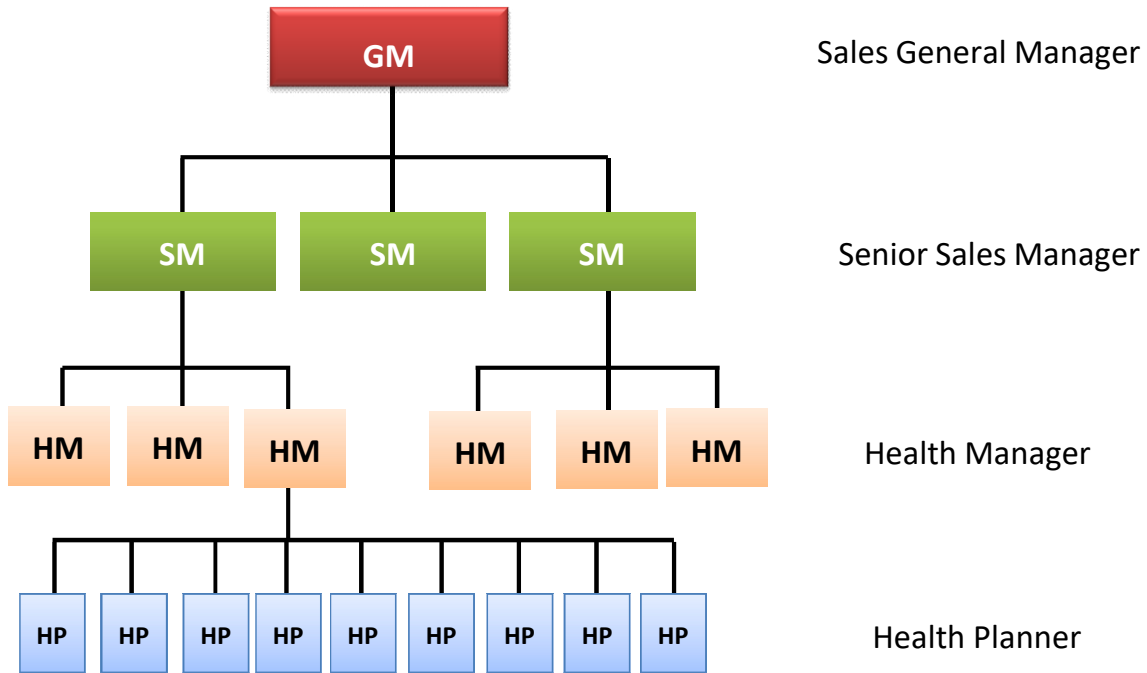 GM Sales General Manager
SM SM SM Senior Sales Manager
HM HM HM HM HM HM Health Manager
HP HP HP HP HP HP HP HP HP Health Planner